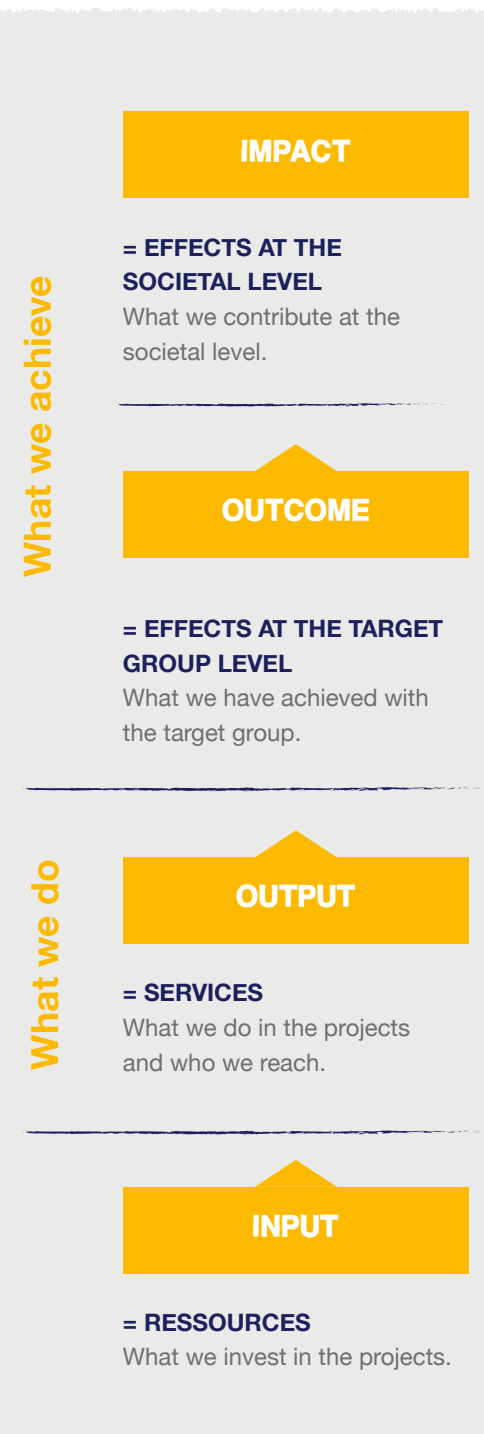 What we achieve
IMPACT
= EFFECTS AT THE
SOCIETAL LEVEL
What we contribute at the
societal level.
OUTCOME
= EFFECTS AT THE TARGET
GROUP LEVEL
What we have achieved with
the target group.
What we do
OUTPUT
= SERVICES
What we do in the projects
and who we reach.
INPUT
= RESSOURCES
What we invest in the projects.